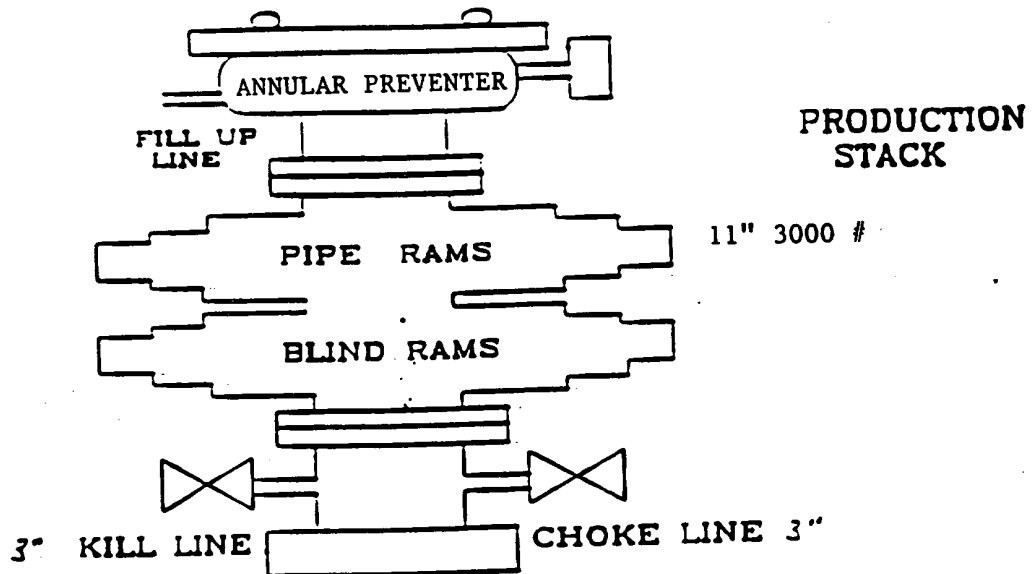 ANNULAR PREVENTER
FILL UP
LINE
PRODUCTION
STACK
11" 3000 #
PIPE RAMS
BLIND RAMS
3" KILL LINE
CHOKE LINE 3"